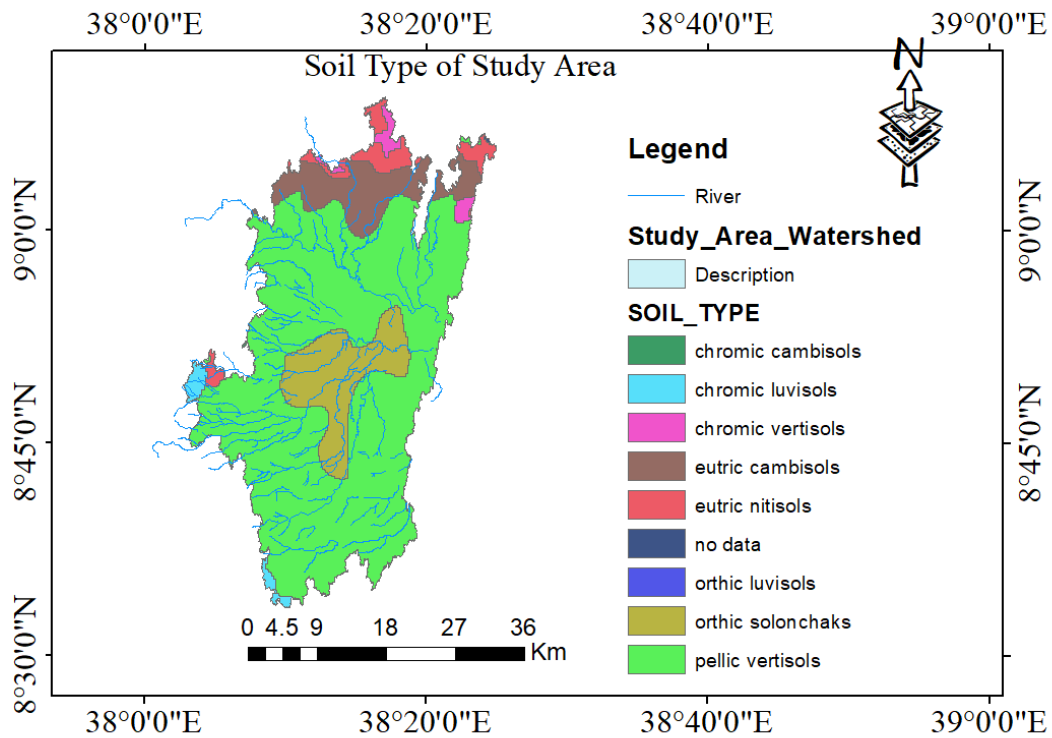 38°0'0"E 38°20'0"E 38°40'0"E 39°0'0"E
Soil Type of Study Area
N
Legend
River
Study_Area_Watershed
Description
SOIL_TYPE
chromic cambisols
chromic luvisols
chromic vertisols
eutric cambisols
eutric nitisols
no data
orthic luvisols
orthic solonchaks
pellic vertisols
9°0'0"N
8°45'0"N
8°30'0"N
9°0'0"N
8°45'0"N
8°30'0"N
0 4.5 9 18 27 36
Km
38°0'0"E 38°20'0"E 38°40'0"E 39°0'0"E